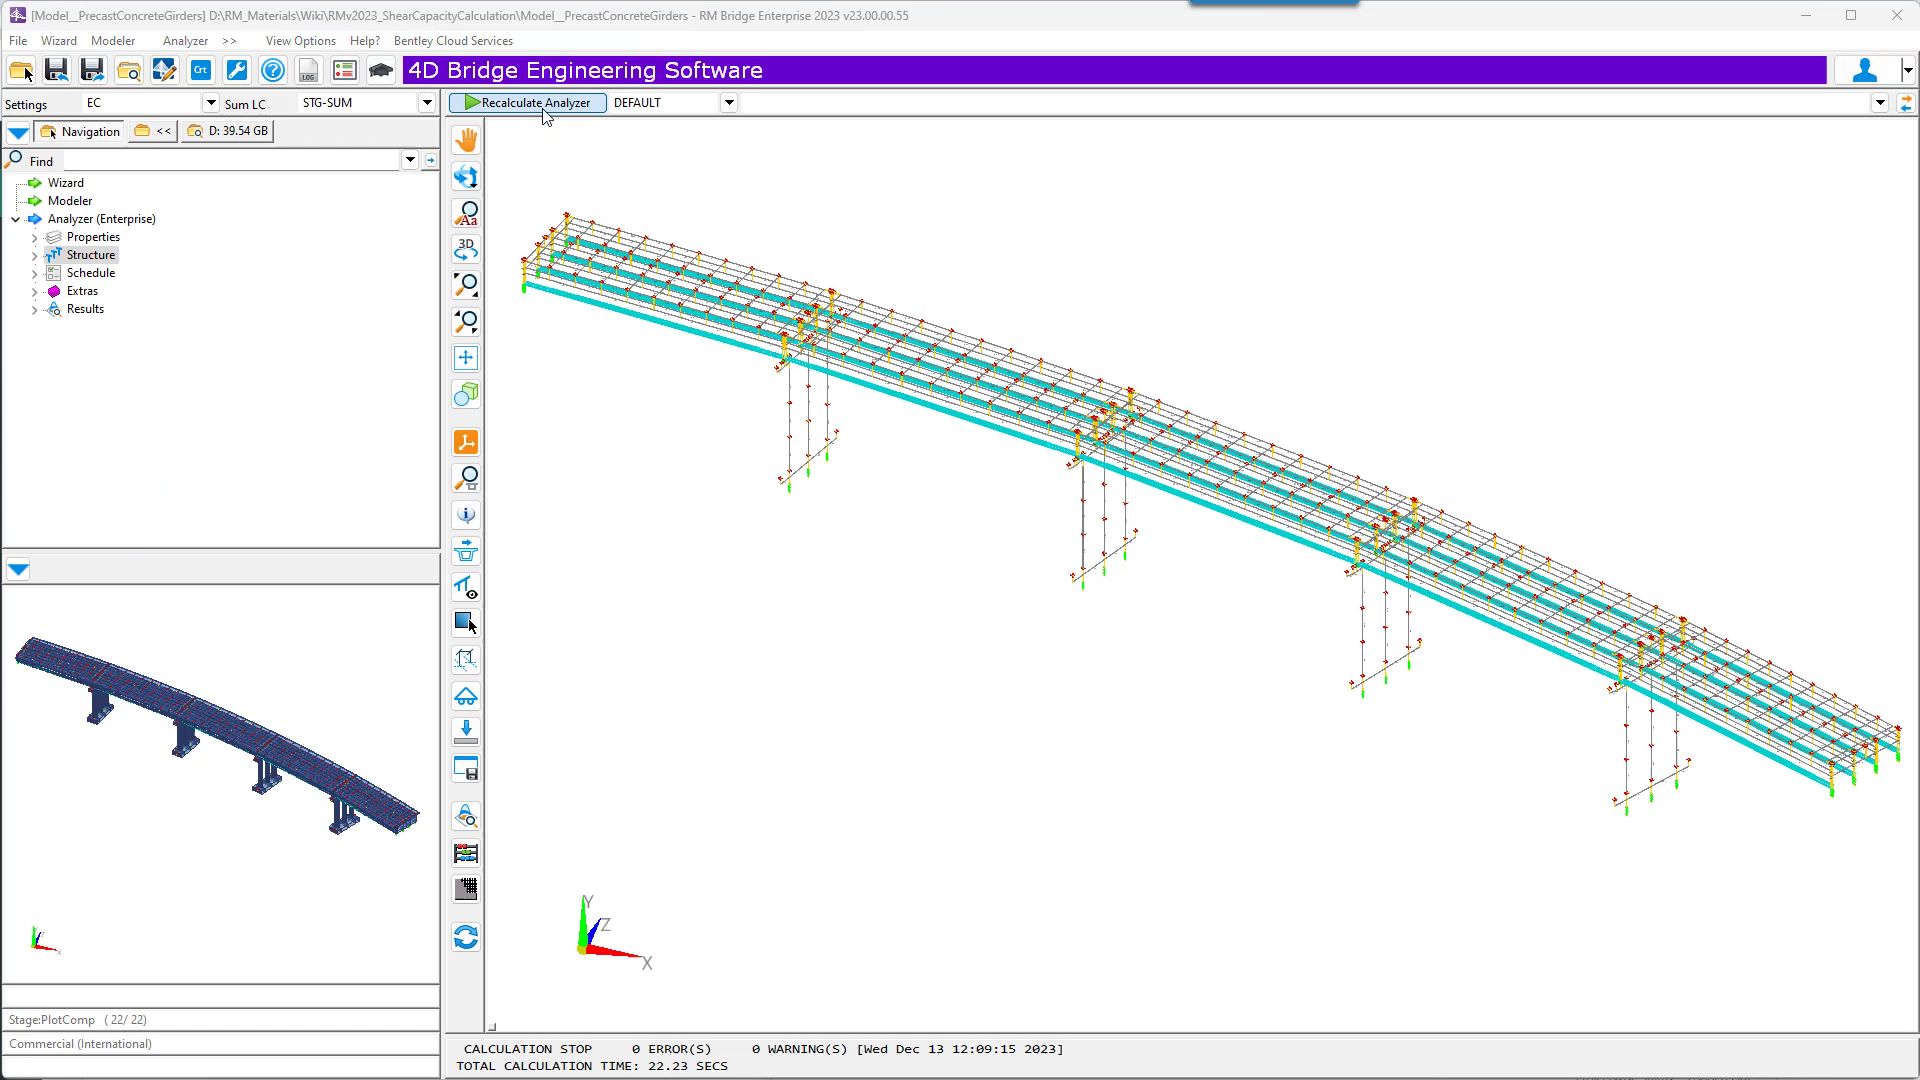 [Model__PrecastConcreteGirders] D:\RM_Materials\Wiki\RMv2023_ShearCapacityCalculation\Model__PrecastConcreteGirders - RM Bridge Enterprise 2023 v23.00.00.55
File Wizard Modeler Analyzer >> View Options Help? Bentley Cloud Services
Crt LOG 4D Bridge Engineering Software
Settings EC Sum LC STG-SUM Recalculate Analyzer DEFAULT
Navigation << D: 39.54 GB
Find
Wizard
Modeler
Analyzer (Enterprise)
Properties
Structure
Schedule
Extras
Results
Aa
3D
Y
Z
X
Stage:PlotComp ( 22/ 22)
Commercial (International)
CALCULATION STOP 0 ERROR(S) 0 WARNING(S) [Wed Dec 13 12:09:15 2023]
TOTAL CALCULATION TIME: 22.23 SECS